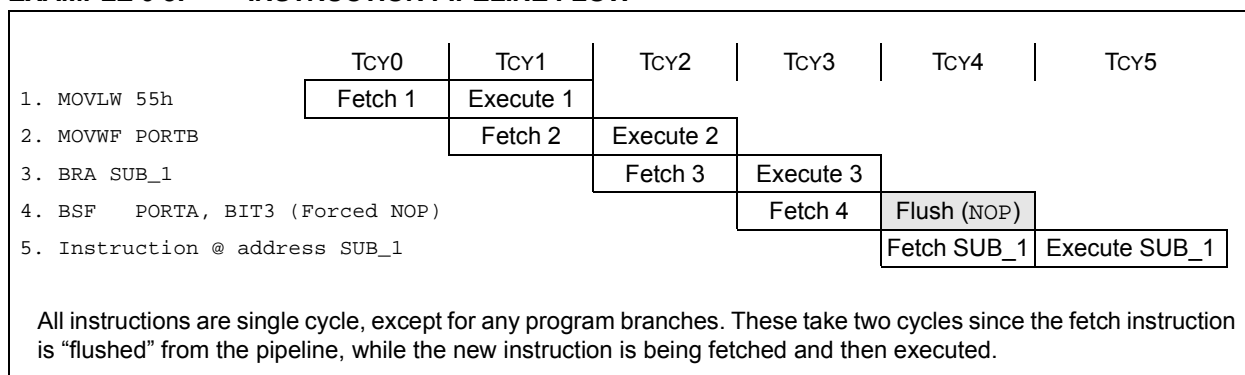 TCY0 TCY1 TCY2 TCY3 TCY4 TCY5
1. MOVLW 55h Fetch 1 Execute 1
2. MOVWF PORTB Fetch 2 Execute 2
3. BRA SUB_1 Fetch 3 Execute 3
4. BSF PORTA, BIT3 (Forced NOP) Fetch 4 Flush (NOP)
5. Instruction @ address SUB_1 Fetch SUB_1 Execute SUB_1
All instructions are single cycle, except for any program branches. These take two cycles since the fetch instruction
is “flushed” from the pipeline, while the new instruction is being fetched and then executed.